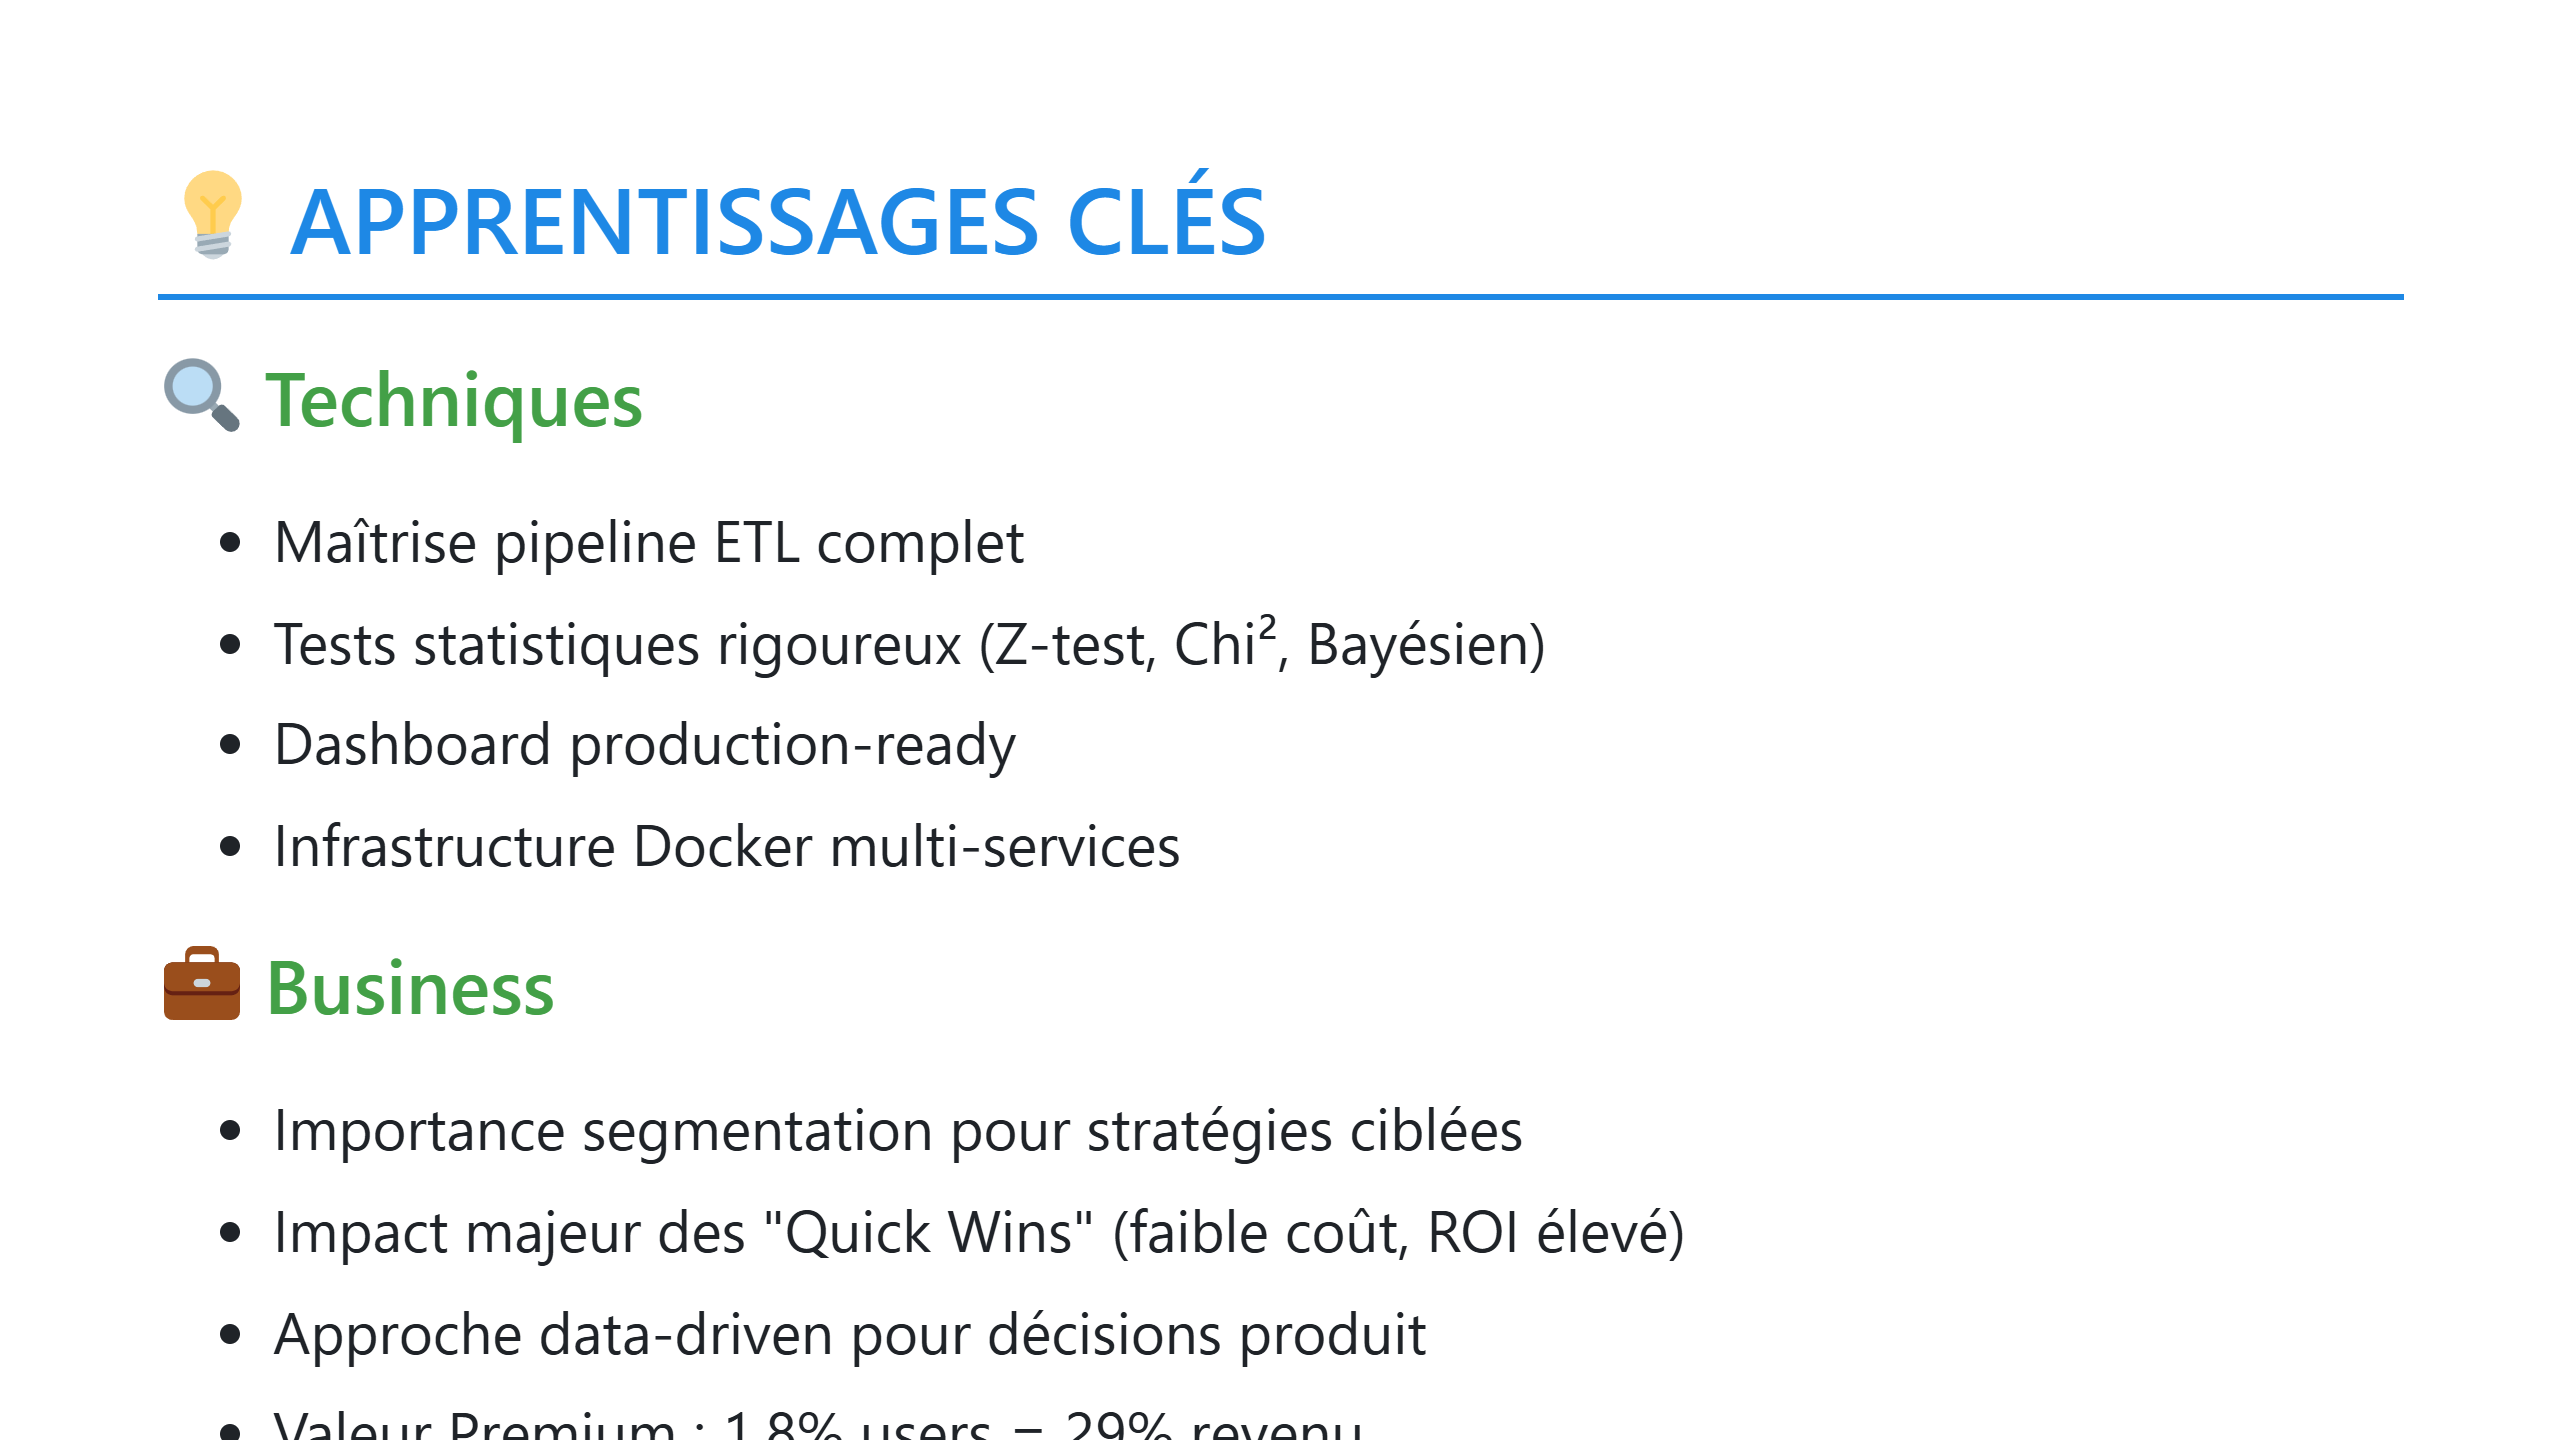 APPRENTISSAGES CLÉS
Techniques
Maîtrise pipeline ETL complet
Tests statistiques rigoureux (Z-test, Chi², Bayésien)
Dashboard production-ready
Infrastructure Docker multi-services
Business
Importance segmentation pour stratégies ciblées
Impact majeur des "Quick Wins" (faible coût, ROI élevé)
Approche data-driven pour décisions produit
Valeur Premium : 1.8% users = 29% revenu